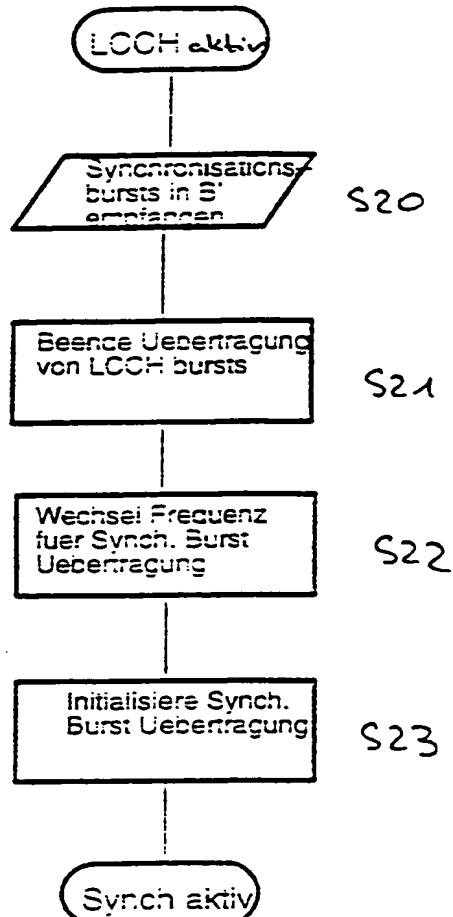 LCCH aktiv
Synchronisations-
bursts in S'
empfangen
S20
Beende Uebertragung
von LCCH bursts
S21
Wechsel Frequenz
fuer Synch. Burst
Uebertragung
S22
Initialisiere Synch.
Burst Uebertragung
S23
Synch aktiv